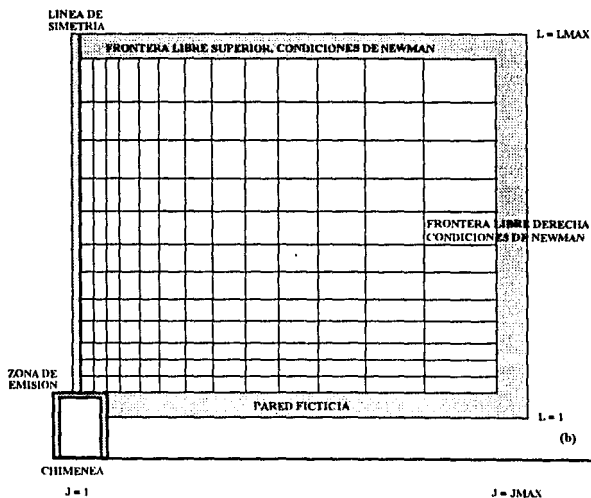 LINEA DE
SIMETRIA
L = LMAX
FRONTERA LIBRE SUPERIOR, CONDICIONES DE NEWMAN
FRONTERA LIBRE DERECHA
CONDICIONES DE NEWMAN
ZONA DE
EMISION
PARED FICTICIA
L = 1
(b)
CHIMENEA
J = 1
J = JMAX